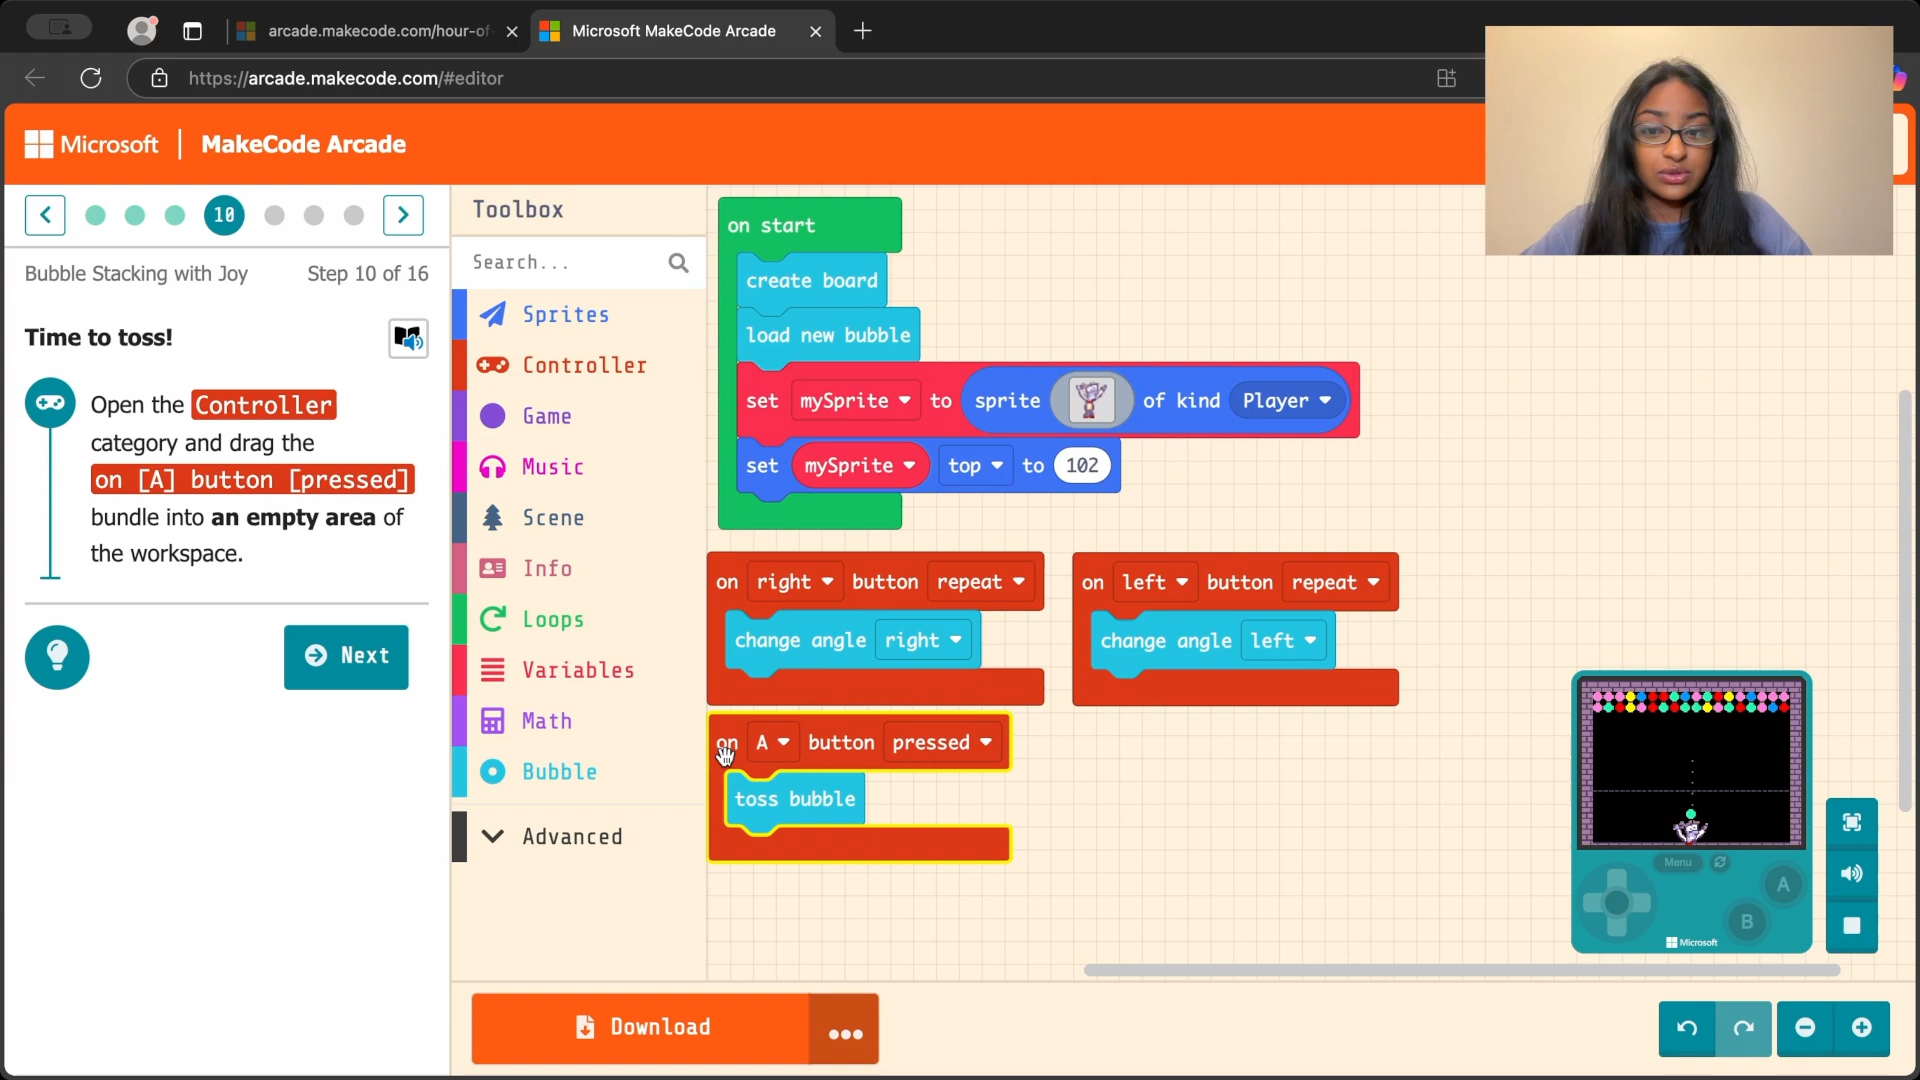 arcade.makecode.com/hour-of-
Microsoft MakeCode Arcade
https://arcade.makecode.com/#editor
Microsoft | MakeCode Arcade
10
Bubble Stacking with Joy Step 10 of 16
Time to toss!
Open the Controller
category and drag the
on [A] button [pressed]
bundle into an empty area of
the workspace.
Next
Toolbox
Search...
Sprites
Controller
Game
Music
Scene
Info
Loops
Variables
Math
Bubble
Advanced
on start
create board
load new bubble
set mySprite to sprite of kind Player
set mySprite top to 102
on right button repeat
change angle right
on left button repeat
change angle left
on A button pressed
toss bubble
Menu
A
B
Microsoft
Download